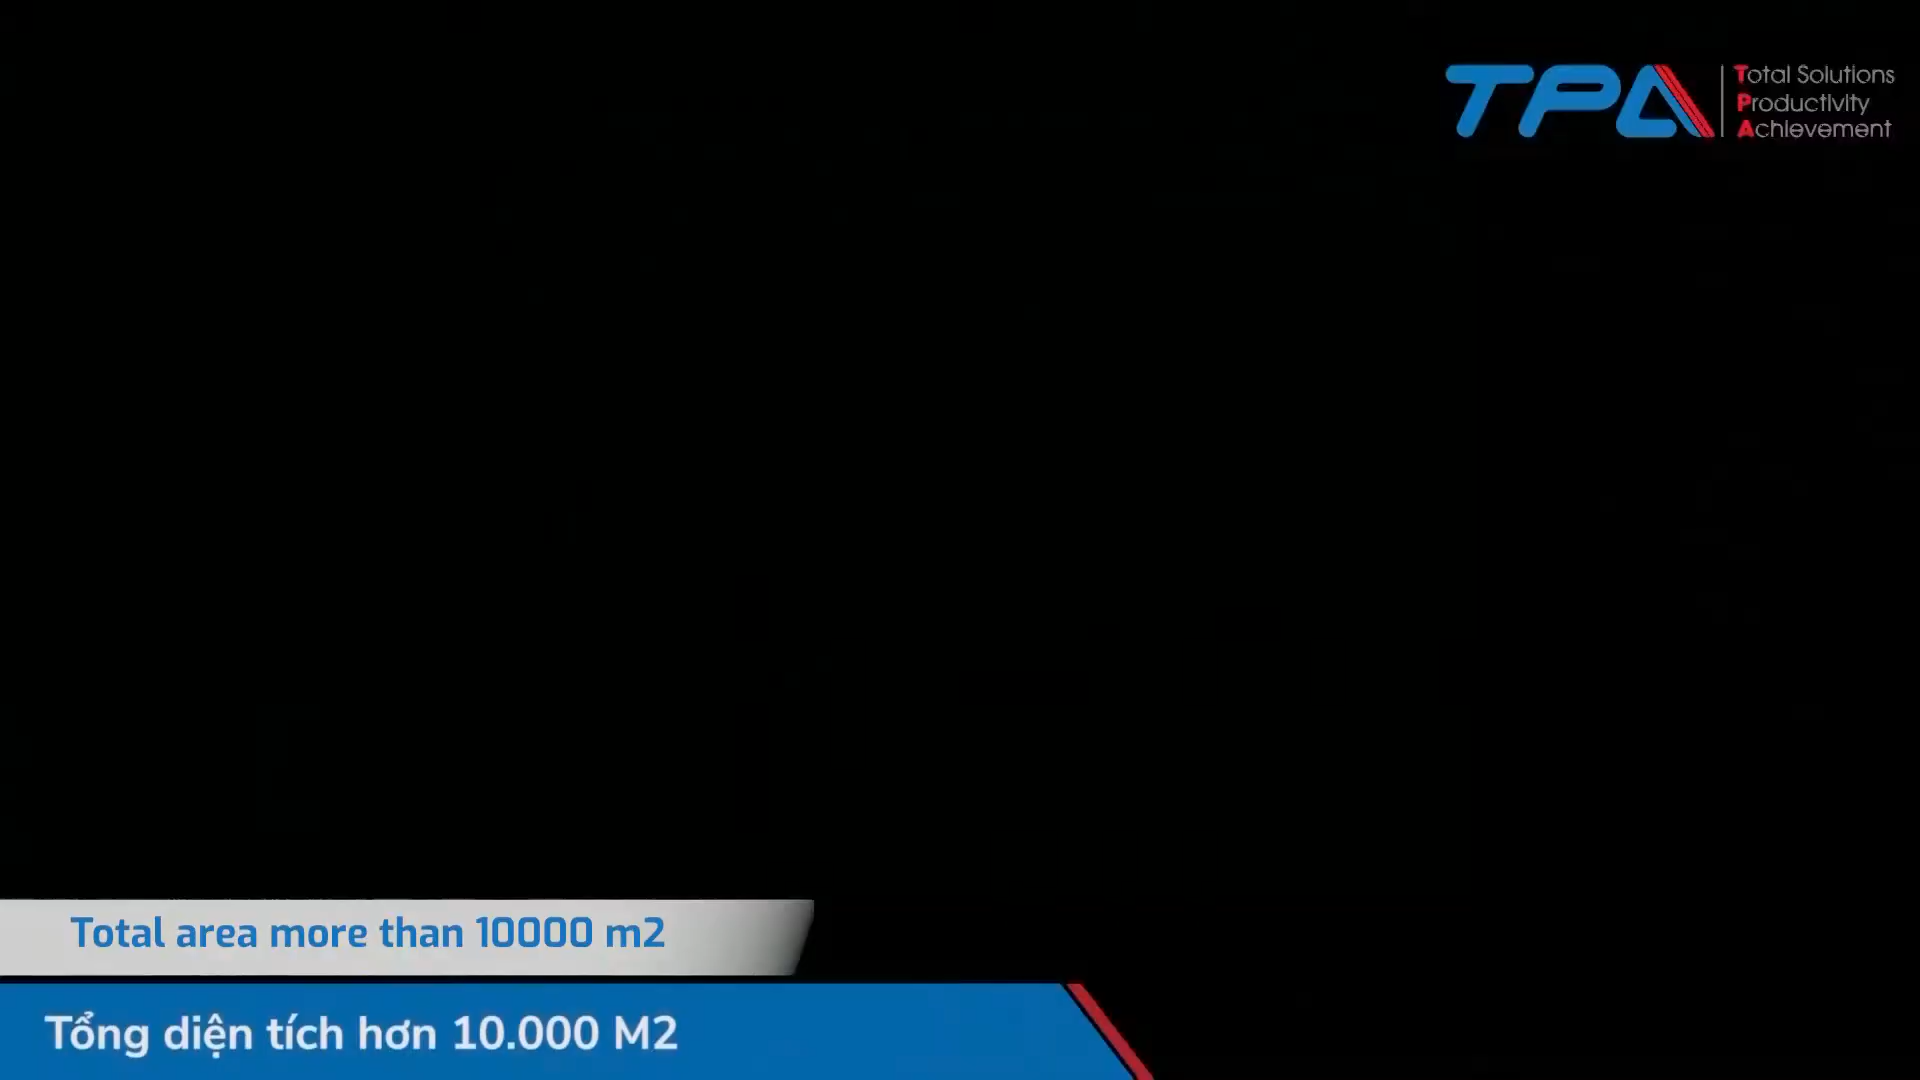 TPA
Total Solutions
Productivity
Achievement
Total area more than 10000 m2
Tổng diện tích hơn 10.000 M2